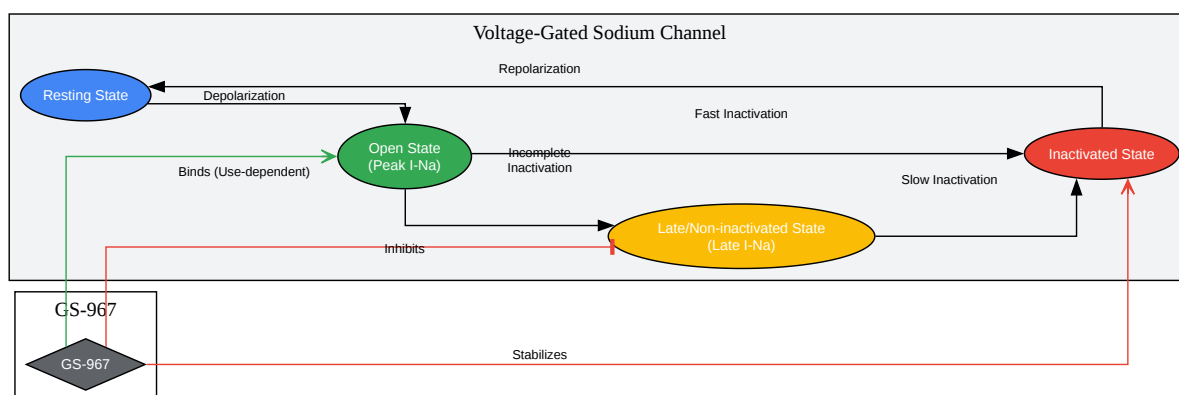 Voltage-Gated Sodium Channel
Repolarization
Resting State
Depolarization
Fast Inactivation
Open State
(Peak I-Na)
Incomplete
Inactivation
Inactivated State
Binds (Use-dependent)
Slow Inactivation
Late/Non-inactivated State
(Late I-Na)
Inhibits
GS-967
GS-967
Stabilizes